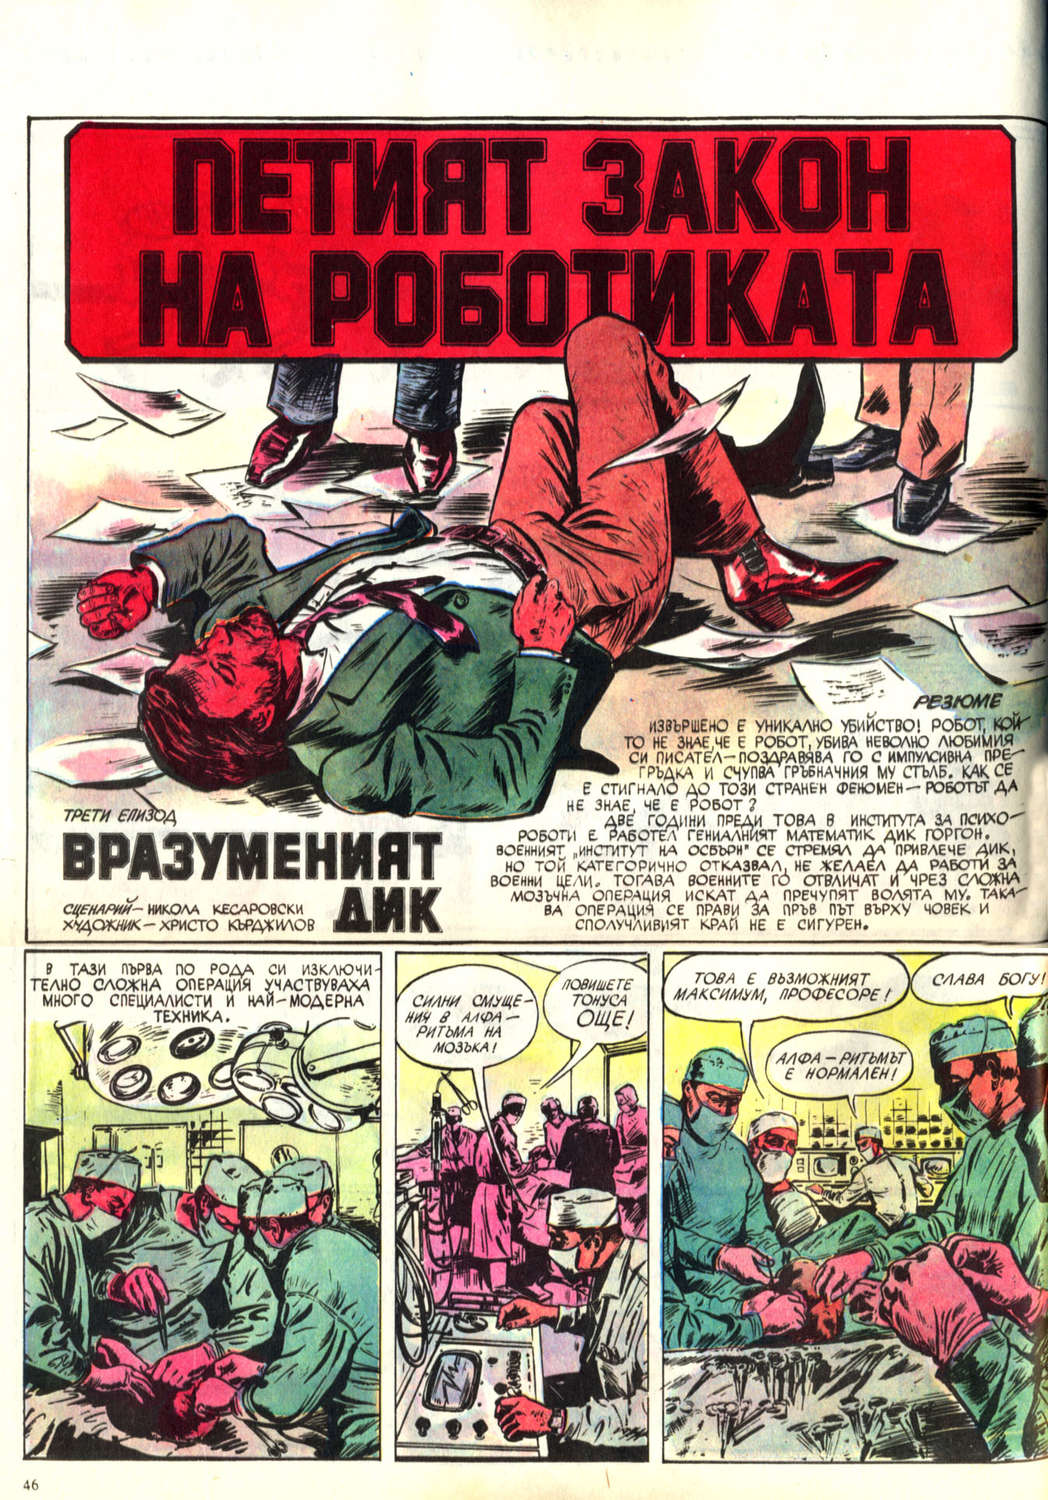 ПЕТИЯТ ЗАКОН
НА РОБОТИКАТА
РЕЗЮМЕ
ИЗВЪРШЕНО Е УНИКАЛНО УБИЙСТВО! РОБОТ, КОЙ-
ТО НЕ ЗНАЕ, ЧЕ Е РОБОТ, УБИВА НЕВОЛНО ЛЮБИМИЯ
СИ ПИСАТЕЛ — ПОЗДРАВЯВА ГО С ИМПУЛСИВНА ПРЕ-
ГРЪДКА И СЧУПВА ГРЪБНАЧНИЯ МУ СТЪЛБ. КАК СЕ
Е СТИГНАЛО ДО ТОЗИ СТРАНЕН ФЕНОМЕН — РОБОТЪТ ДА
НЕ ЗНАЕ, ЧЕ Е РОБОТ?
ДВЕ ГОДИНИ ПРЕДИ ТОВА В ИНСТИТУТА ЗА ПСИХО-
РОБОТИ Е РАБОТЕЛ ГЕНИАЛНИЯТ МАТЕМАТИК ДИК ГОРГОН.
ВОЕННИЯТ „ИНСТИТУТ НА ОСБЪРН" СЕ СТРЕМЯЛ ДА ПРИВЛЕЧЕ ДИК,
НО ТОЙ КАТЕГОРИЧНО ОТКАЗВАЛ, НЕ ЖЕЛАЕЛ ДА РАБОТИ ЗА
ВОЕННИ ЦЕЛИ. ТОГАВА ВОЕННИТЕ ГО ОТВЛИЧАТ И ЧРЕЗ СЛОЖНА
МОЗЪЧНА ОПЕРАЦИЯ ИСКАТ ДА ПРЕЧУПЯТ ВОЛЯТА МУ. ТАКА-
ВА ОПЕРАЦИЯ СЕ ПРАВИ ЗА ПРЪВ ПЪТ ВЪРХУ ЧОВЕК И
СПОЛУЧЛИВИЯТ КРАЙ НЕ Е СИГУРЕН.
ТРЕТИ ЕПИЗОД
ВРАЗУМЕНИЯТ
ДИК
СЦЕНАРИЙ — НИКОЛА КЕСАРОВСКИ
ХУДОЖНИК — ХРИСТО КЪРДЖИЛОВ
В ТАЗИ ПЪРВА ПО РОДА СИ ИЗКЛЮЧИ-
ТЕЛНО СЛОЖНА ОПЕРАЦИЯ УЧАСТВУВАХА
МНОГО СПЕЦИАЛИСТИ И НАЙ-МОДЕРНА
ТЕХНИКА.
СИЛНИ СМУЩЕ-
НИЯ В АЛФА-
РИТЪМА НА
МОЗЪКА!
ПОВИШЕТЕ
ТОНУСА
ОЩЕ!
ТОВА Е ВЪЗМОЖНИЯТ
МАКСИМУМ, ПРОФЕСОРЕ!
СЛАВА БОГУ!
АЛФА-РИТЪМЪТ
Е НОРМАЛЕН!
46